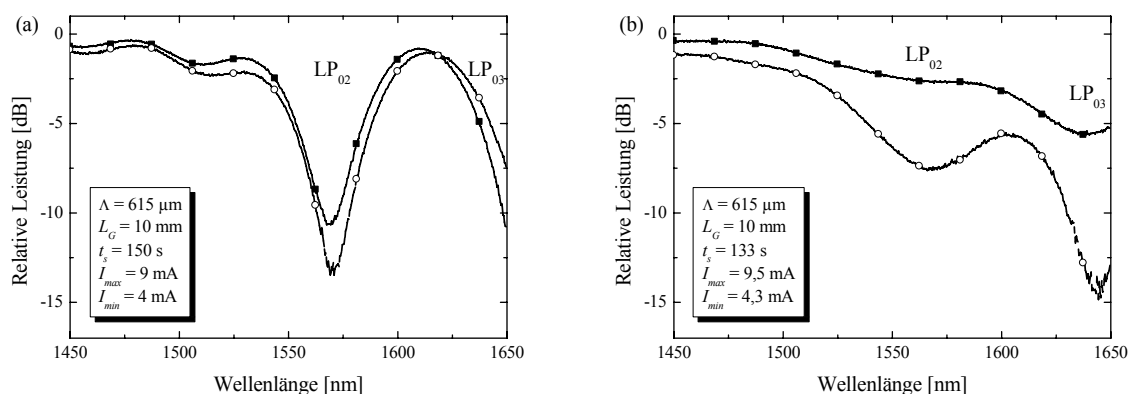 (a)
0
-5
-10
-15
Relative Leistung [dB]
LP02
LP03
Λ = 615 µm
LG = 10 mm
ts = 150 s
Imax = 9 mA
Imin = 4 mA
1450 1500 1550 1600 1650
Wellenlänge [nm]
(b)
0
-5
-10
-15
Relative Leistung [dB]
LP02
LP03
Λ = 615 µm
LG = 10 mm
ts = 133 s
Imax = 9,5 mA
Imin = 4,3 mA
1450 1500 1550 1600 1650
Wellenlänge [nm]